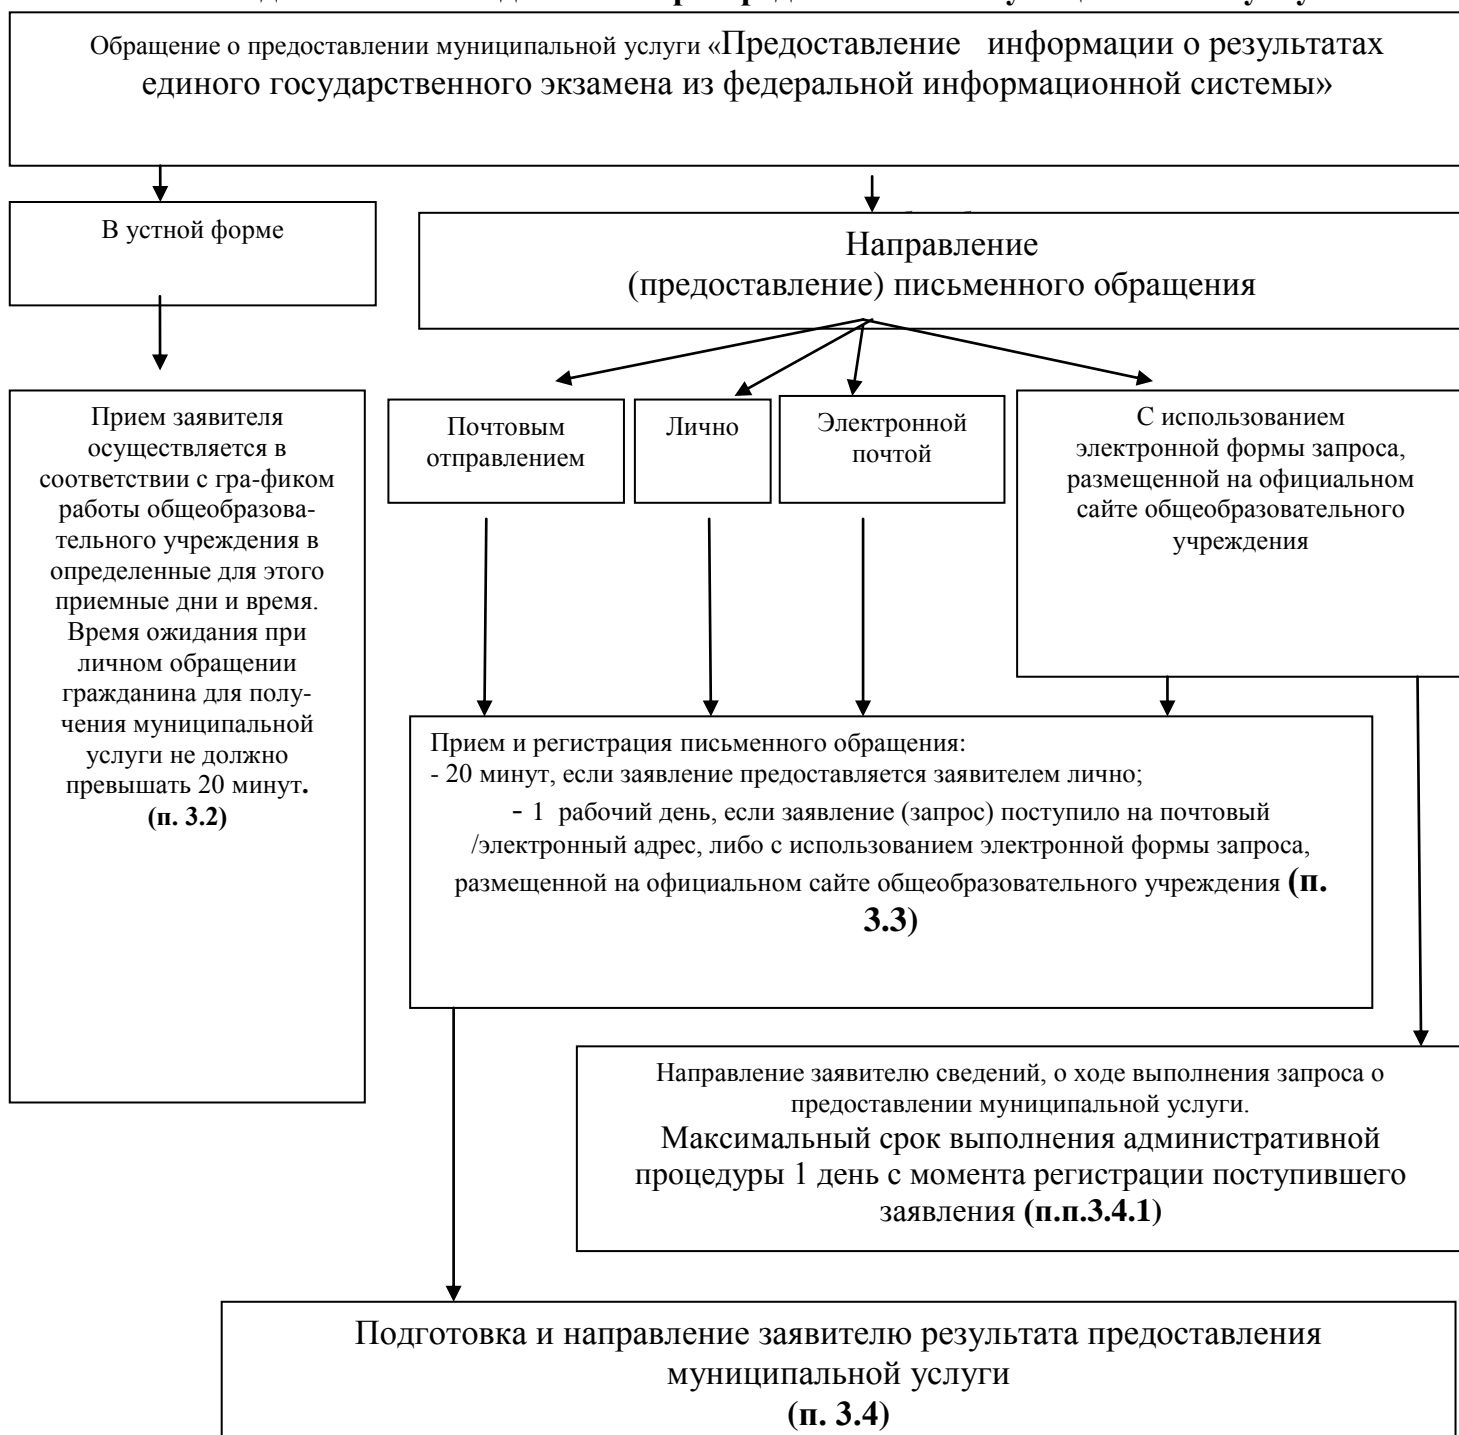 Обращение о предоставлении муниципальной услуги «Предоставление информации о результатах
единого государственного экзамена из федеральной информационной системы»
В устной форме
Направление
(предоставление) письменного обращения
Прием заявителя
осуществляется в
соответствии с гра-фиком
работы общеобразова-
тельного учреждения в
определенные для этого
приемные дни и время.
Время ожидания при
личном обращении
гражданина для полу-
чения муниципальной
услуги не должно
превышать 20 минут.
(п. 3.2)
Почтовым
отправлением
Лично
Электронной
почтой
С использованием
электронной формы запроса,
размещенной на официальном
сайте общеобразовательного
учреждения
Прием и регистрация письменного обращения:
- 20 минут, если заявление предоставляется заявителем лично;
- 1 рабочий день, если заявление (запрос) поступило на почтовый
/электронный адрес, либо с использованием электронной формы запроса,
размещенной на официальном сайте общеобразовательного учреждения (п.
3.3)
Направление заявителю сведений, о ходе выполнения запроса о
предоставлении муниципальной услуги.
Максимальный срок выполнения административной
процедуры 1 день с момента регистрации поступившего
заявления (п.п.3.4.1)
Подготовка и направление заявителю результата предоставления
муниципальной услуги
(п. 3.4)